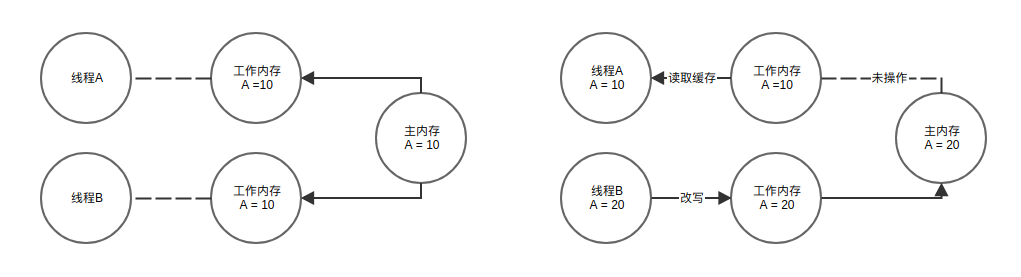 线程A
工作内存
A =10
主内存
A = 10
线程B
工作内存
A = 10
线程A
A = 10
读取缓存
工作内存
A =10
未操作
主内存
A = 20
线程B
A = 20
改写
工作内存
A = 20